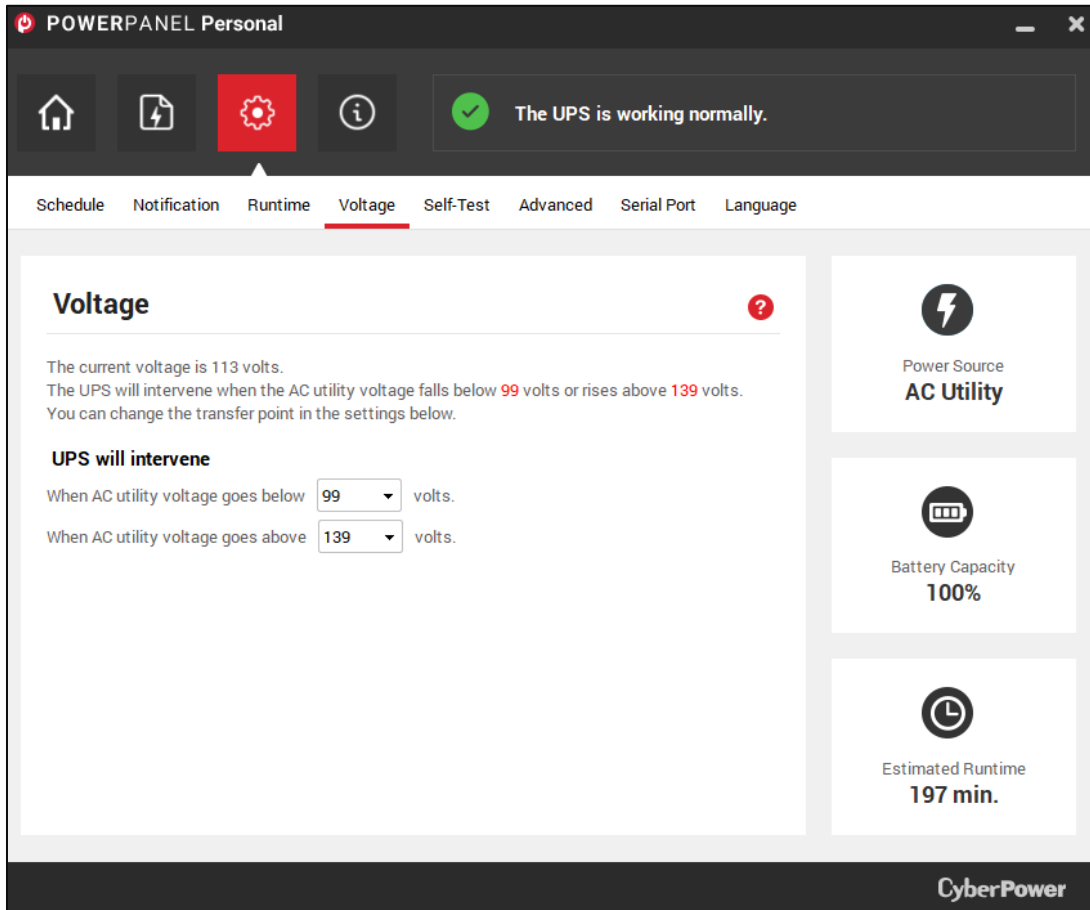 POWERPANEL Personal
The UPS is working normally.
Schedule Notification Runtime Voltage Self-Test Advanced Serial Port Language
Voltage
?
The current voltage is 113 volts.
The UPS will intervene when the AC utility voltage falls below 99 volts or rises above 139 volts.
You can change the transfer point in the settings below.
UPS will intervene
When AC utility voltage goes below 99 volts.
When AC utility voltage goes above 139 volts.
Power Source
AC Utility
Battery Capacity
100%
Estimated Runtime
197 min.
CyberPower